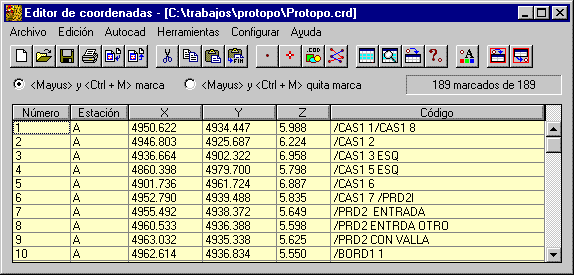 Editor de coordenadas - [C:\trabajos\protopo\Protopo.crd]
Archivo Edición Autocad Herramientas Configurar Ayuda
<Mayus> y <Ctrl + M> marca <Mayus> y <Ctrl + M> quita marca 189 marcados de 189
Número Estación X Y Z Código
1 A 4950.622 4934.447 5.988 /CAS1 1/CAS1 8
2 A 4946.803 4925.687 6.224 /CAS1 2
3 A 4936.664 4902.322 6.958 /CAS1 3 ESQ
4 A 4860.398 4979.700 5.798 /CAS1 5 ESQ
5 A 4901.736 4961.724 6.887 /CAS1 6
6 A 4952.790 4939.488 5.835 /CAS1 7 /PRD2I
7 A 4955.492 4938.372 5.649 /PRD2 ENTRADA
8 A 4960.533 4936.388 5.598 /PRD2 ENTRDA OTRO
9 A 4963.032 4935.338 5.625 /PRD2 CON VALLA
10 A 4962.614 4936.834 5.550 /BORD1 1